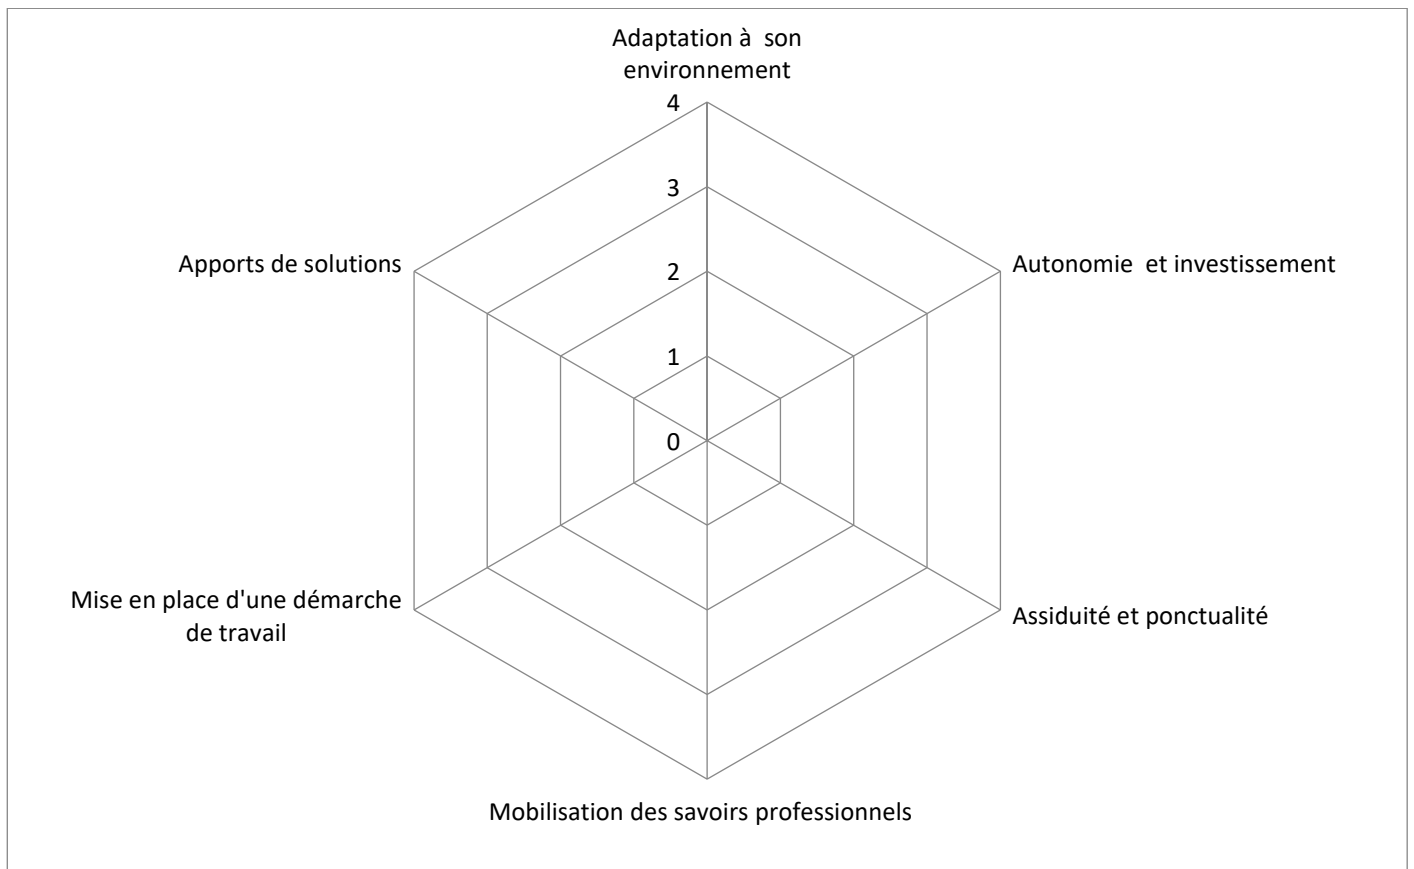 Adaptation à  son
environnement
4
3
Apports de solutions
2
Autonomie  et investissement
1
0
Mise en place d'une démarche
de travail
Assiduité et ponctualité
Mobilisation des savoirs professionnels